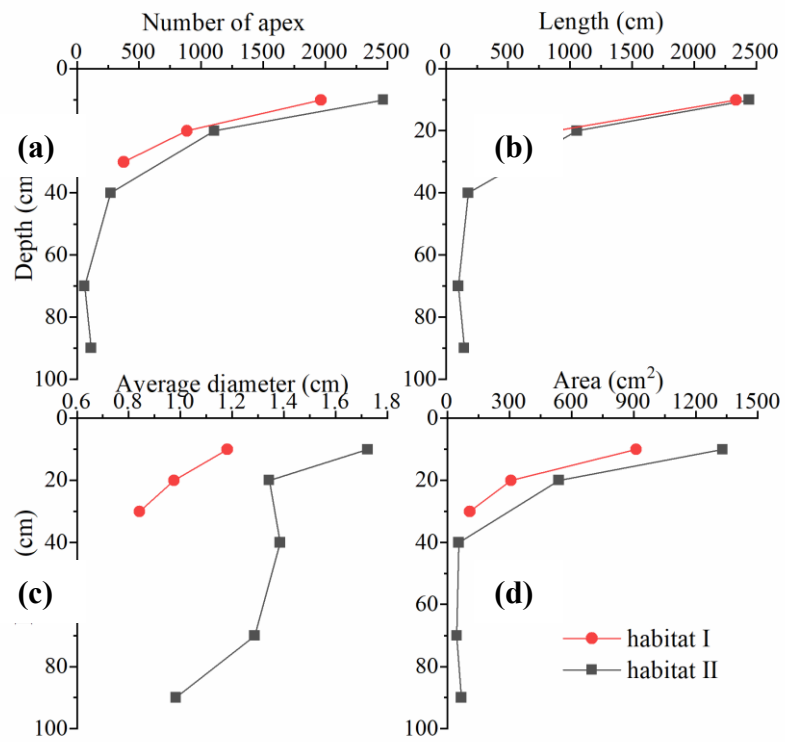 Number of apex
0 500 1000 1500 2000 2500
0
40
60
80
100
Depth (cm
(a)
Length (cm)
0 500 1000 1500 2000 2500
0
20
40
60
80
100
(b)
Average diameter (cm)
0.6 0.8 1.0 1.2 1.4 1.6 1.8
0
20
40
80
100
(cm)
(c)
Area (cm²)
0 300 600 900 1200 1500
0
20
40
60
80
100
(d)
habitat I
habitat II